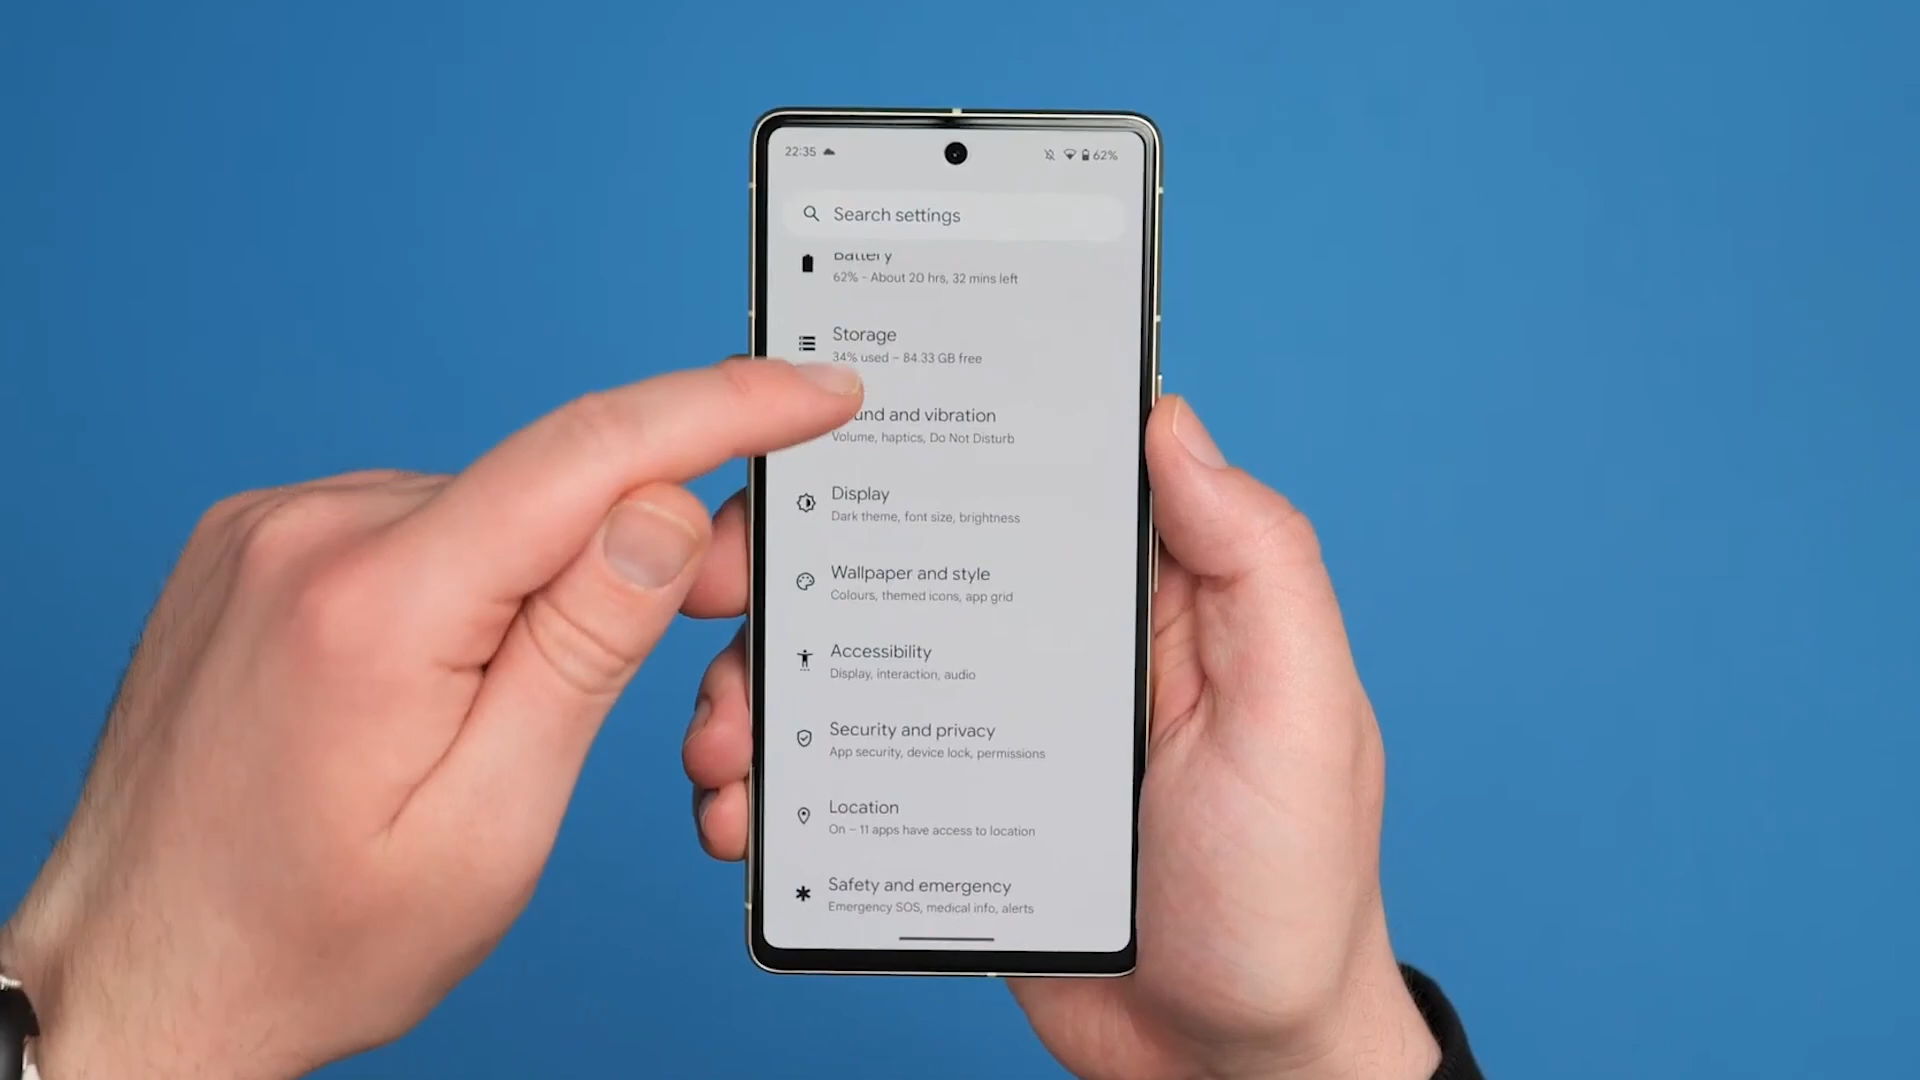 22:35
62%
Search settings
Battery
62% - About 20 hrs, 32 mins left
Storage
34% used – 84.33 GB free
und and vibration
Volume, haptics, Do Not Disturb
Display
Dark theme, font size, brightness
Wallpaper and style
Colours, themed icons, app grid
Accessibility
Display, interaction, audio
Security and privacy
App security, device lock, permissions
Location
On – 11 apps have access to location
Safety and emergency
Emergency SOS, medical info, alerts